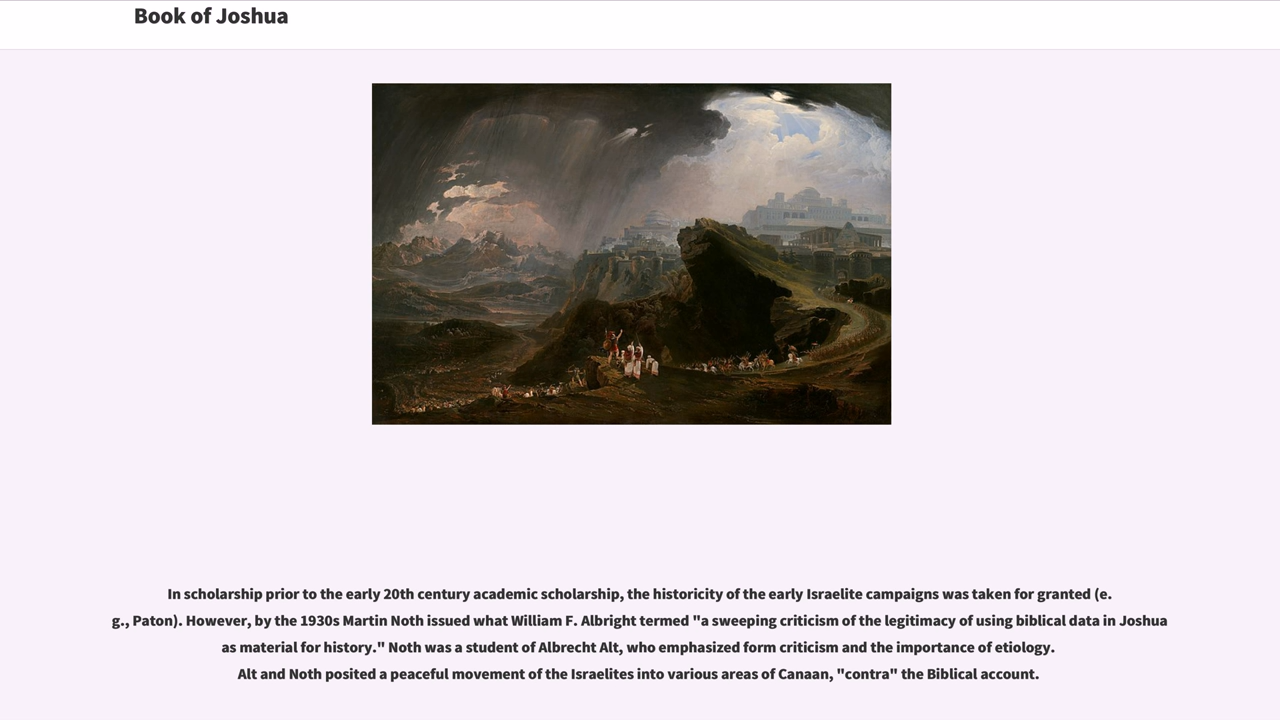 Book of Joshua
In scholarship prior to the early 20th century academic scholarship, the historicity of the early Israelite campaigns was taken for granted (e.
g., Paton). However, by the 1930s Martin Noth issued what William F. Albright termed "a sweeping criticism of the legitimacy of using biblical data in Joshua
as material for history." Noth was a student of Albrecht Alt, who emphasized form criticism and the importance of etiology.
Alt and Noth posited a peaceful movement of the Israelites into various areas of Canaan, "contra" the Biblical account.